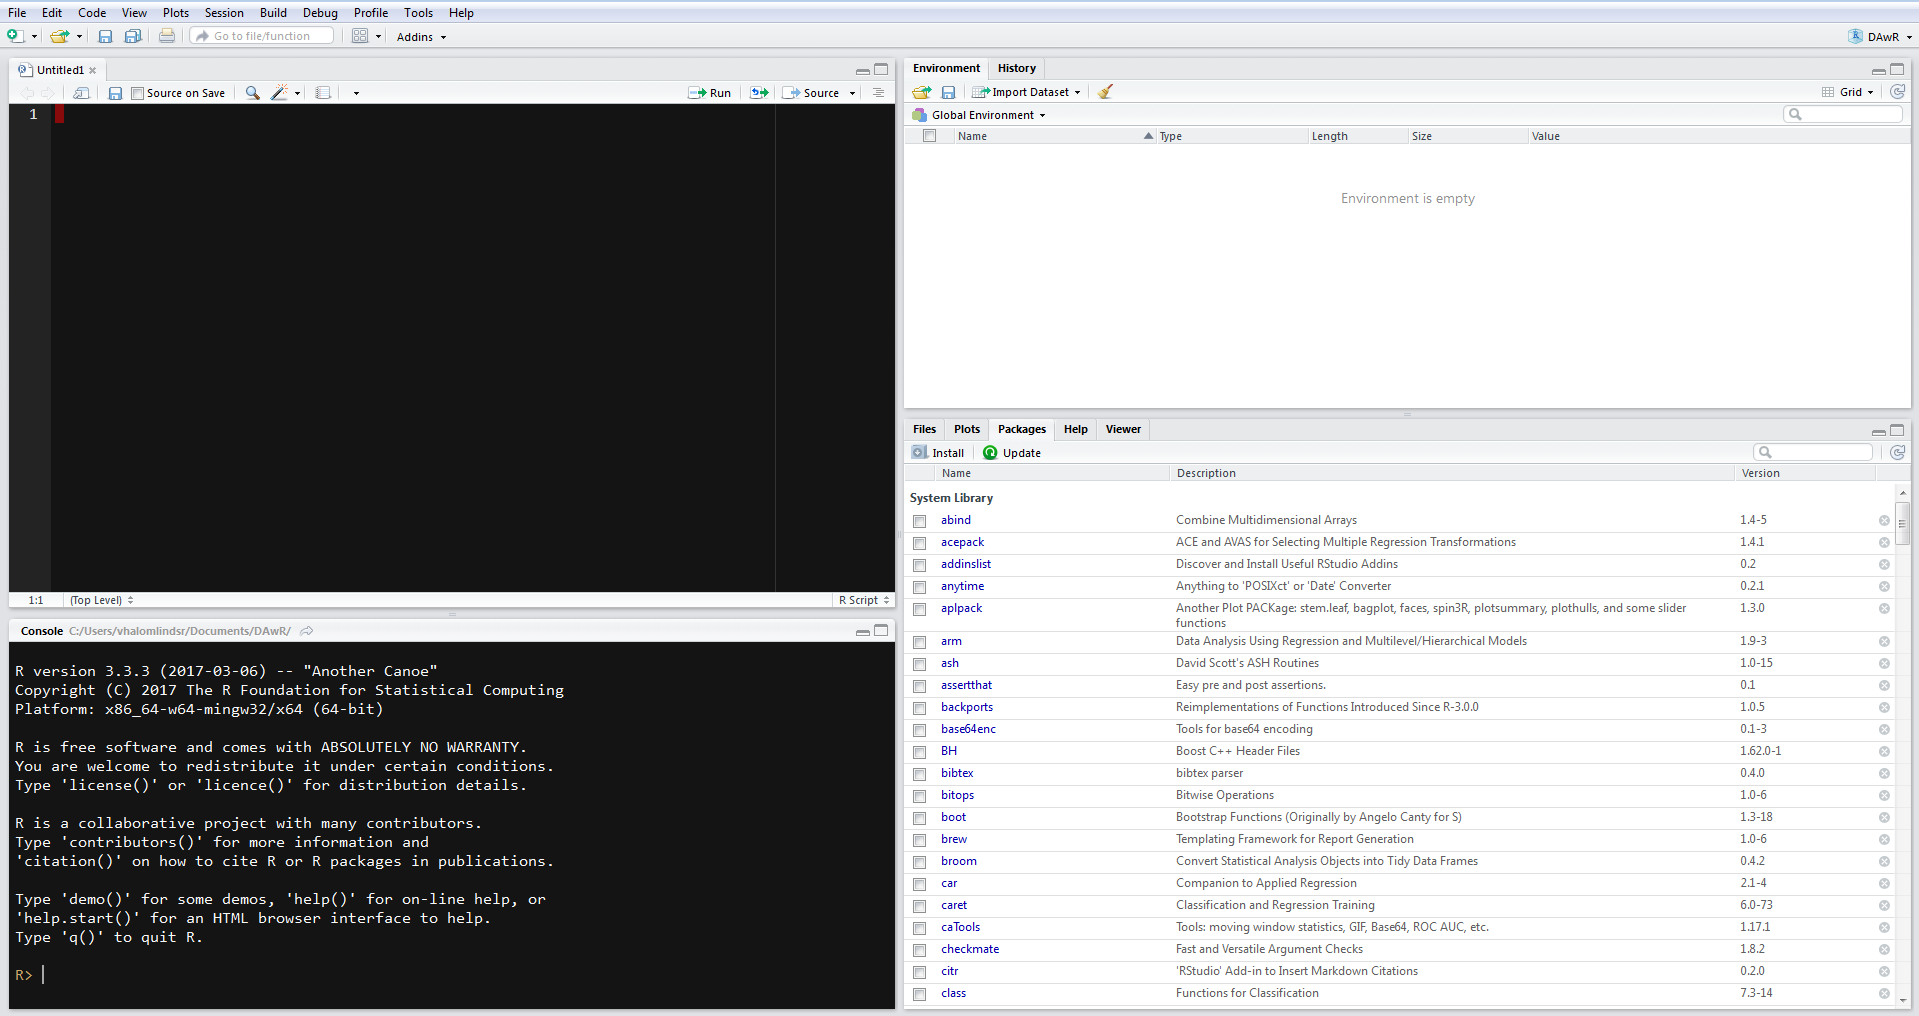 File Edit Code View Plots Session Build Debug Profile Tools Help
Go to file/function Addins DAwR
Untitled1
Source on Save Run Source
1
1:1 (Top Level) R Script
Console C:/Users/vhalomlindsr/Documents/DAwR/
R version 3.3.3 (2017-03-06) -- "Another Canoe"
Copyright (C) 2017 The R Foundation for Statistical Computing
Platform: x86_64-w64-mingw32/x64 (64-bit)
R is free software and comes with ABSOLUTELY NO WARRANTY.
You are welcome to redistribute it under certain conditions.
Type 'license()' or 'licence()' for distribution details.
R is a collaborative project with many contributors.
Type 'contributors()' for more information and
'citation()' on how to cite R or R packages in publications.
Type 'demo()' for some demos, 'help()' for on-line help, or
'help.start()' for an HTML browser interface to help.
Type 'q()' to quit R.
R>
Environment History
Import Dataset Grid
Global Environment
Name Type Length Size Value
Environment is empty
Files Plots Packages Help Viewer
Install Update
Name Description Version
System Library
abind Combine Multidimensional Arrays 1.4-5
acepack ACE and AVAS for Selecting Multiple Regression Transformations 1.4.1
addinslist Discover and Install Useful RStudio Addins 0.2
anytime Anything to 'POSIXct' or 'Date' Converter 0.2.1
aplpack Another Plot PACKage: stem.leaf, bagplot, faces, spin3R, plotsummary, plothulls, and some slider 1.3.0
functions
arm Data Analysis Using Regression and Multilevel/Hierarchical Models 1.9-3
ash David Scott's ASH Routines 1.0-15
assertthat Easy pre and post assertions. 0.1
backports Reimplementations of Functions Introduced Since R-3.0.0 1.0.5
base64enc Tools for base64 encoding 0.1-3
BH Boost C++ Header Files 1.62.0-1
bibtex bibtex parser 0.4.0
bitops Bitwise Operations 1.0-6
boot Bootstrap Functions (Originally by Angelo Canty for S) 1.3-18
brew Templating Framework for Report Generation 1.0-6
broom Convert Statistical Analysis Objects into Tidy Data Frames 0.4.2
car Companion to Applied Regression 2.1-4
caret Classification and Regression Training 6.0-73
caTools Tools: moving window statistics, GIF, Base64, ROC AUC, etc. 1.17.1
checkmate Fast and Versatile Argument Checks 1.8.2
citr 'RStudio' Add-in to Insert Markdown Citations 0.2.0
class Functions for Classification 7.3-14